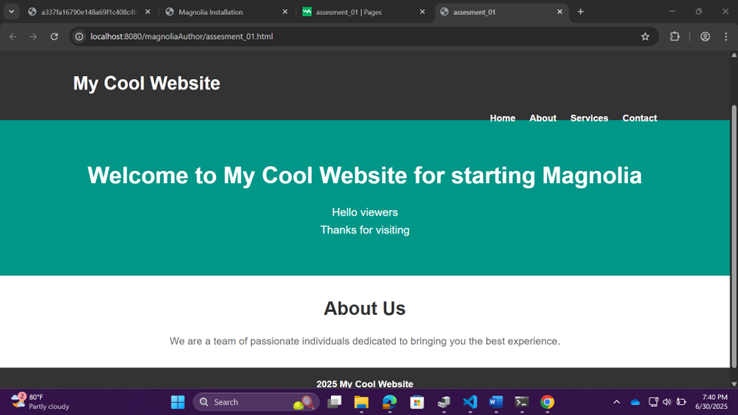 a337fa16790e148a69f1c408c4b
Magnolia Installation
assesment_01 | Pages
assesment_01
localhost:8080/magnoliaAuthor/assesment_01.html
My Cool Website
Home About Services Contact
Welcome to My Cool Website for starting Magnolia
Hello viewers
Thanks for visiting
About Us
We are a team of passionate individuals dedicated to bringing you the best experience.
2025 My Cool Website
2
80°F
Partly cloudy
Search
7:40 PM
6/30/2025